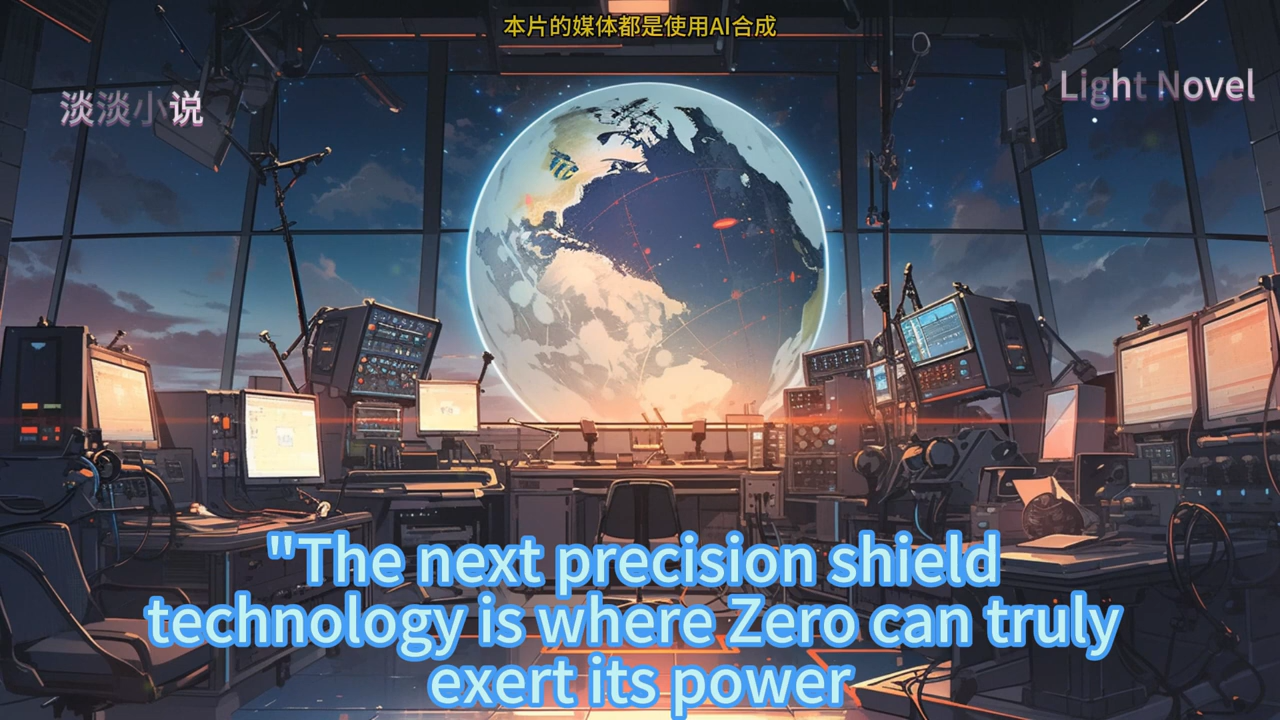 本片的媒体都是使用AI合成
淡淡小说
Light Novel
"The next precision shield
technology is where Zero can truly
exert its power